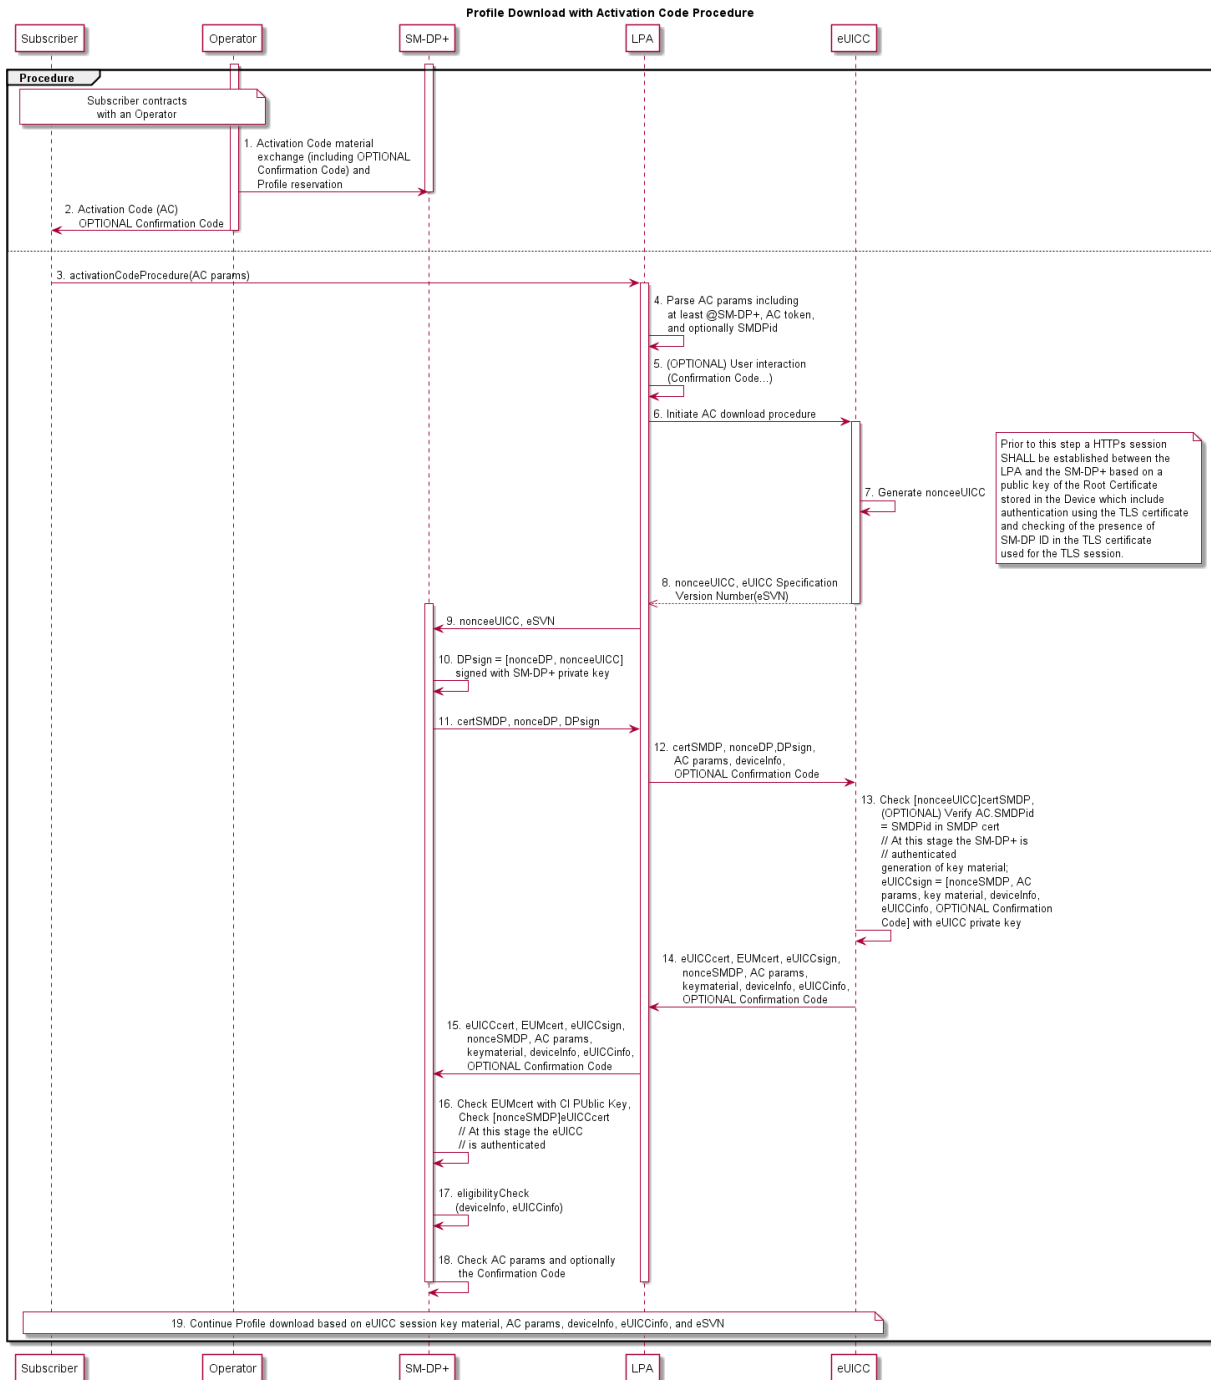 Profile Download with Activation Code Procedure
Subscriber
Operator
SM-DP+
LPA
eUICC
Procedure
Subscriber contracts
with an Operator
1. Activation Code material
exchange (including OPTIONAL
Confirmation Code) and
Profile reservation
2. Activation Code (AC)
OPTIONAL Confirmation Code
3. activationCodeProcedure(AC params)
4. Parse AC params including
at least @SM-DP+, AC token,
and optionally SMDPid
5. (OPTIONAL) User interaction
(Confirmation Code...)
6. Initiate AC download procedure
Prior to this step a HTTPs session
SHALL be established between the
LPA and the SM-DP+ based on a
public key of the Root Certificate
stored in the Device which include
authentication using the TLS certificate
and checking of the presence of
SM-DP ID in the TLS certificate
used for the TLS session.
7. Generate nonceeUICC
8. nonceeUICC, eUICC Specification
Version Number(eSVN)
9. nonceeUICC, eSVN
10. DPsign = [nonceDP, nonceeUICC]
signed with SM-DP+ private key
11. certSMDP, nonceDP, DPsign
12. certSMDP, nonceDP,DPsign,
AC params, deviceInfo,
OPTIONAL Confirmation Code
13. Check [nonceeUICC]certSMDP,
(OPTIONAL) Verify AC.SMDPid
= SMDPid in SMDP cert
// At this stage the SM-DP+ is
// authenticated
generation of key material;
eUICCsign = [nonceSMDP, AC
params, key material, deviceInfo,
eUICCinfo, OPTIONAL Confirmation
Code] with eUICC private key
14. eUICCcert, EUMcert, eUICCsign,
nonceSMDP, AC params,
keymaterial, deviceInfo, eUICCinfo,
OPTIONAL Confirmation Code
15. eUICCcert, EUMcert, eUICCsign,
nonceSMDP, AC params,
keymaterial, deviceInfo, eUICCinfo,
OPTIONAL Confirmation Code
16. Check EUMcert with CI PUblic Key,
Check [nonceSMDP]eUICCcert
// At this stage the eUICC
// is authenticated
17. eligibilityCheck
(deviceInfo, eUICCinfo)
18. Check AC params and optionally
the Confirmation Code
19. Continue Profile download based on eUICC session key material, AC params, deviceInfo, eUICCinfo, and eSVN
Subscriber
Operator
SM-DP+
LPA
eUICC